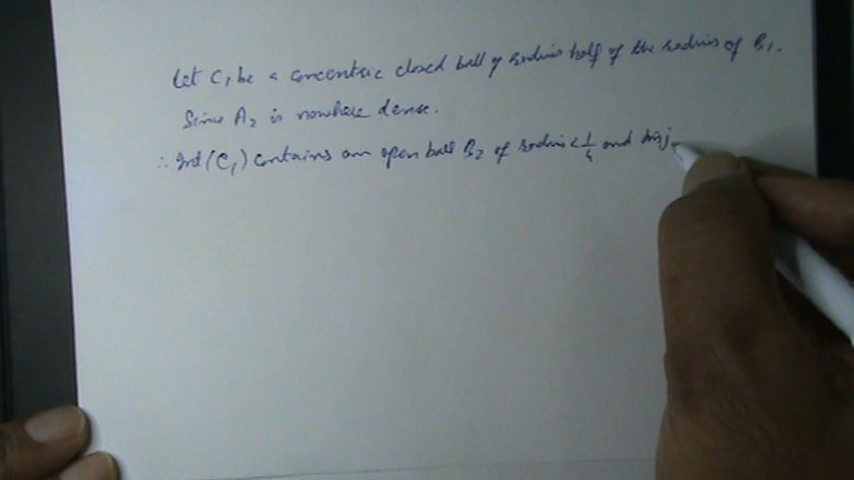 Let C₁ be a concentric closed ball of radius half of the radius of B₁.
Since A₂ is nowhere dense.
∴ Int (C₁) contains an open ball B₂ of radius < 1/4 and disj